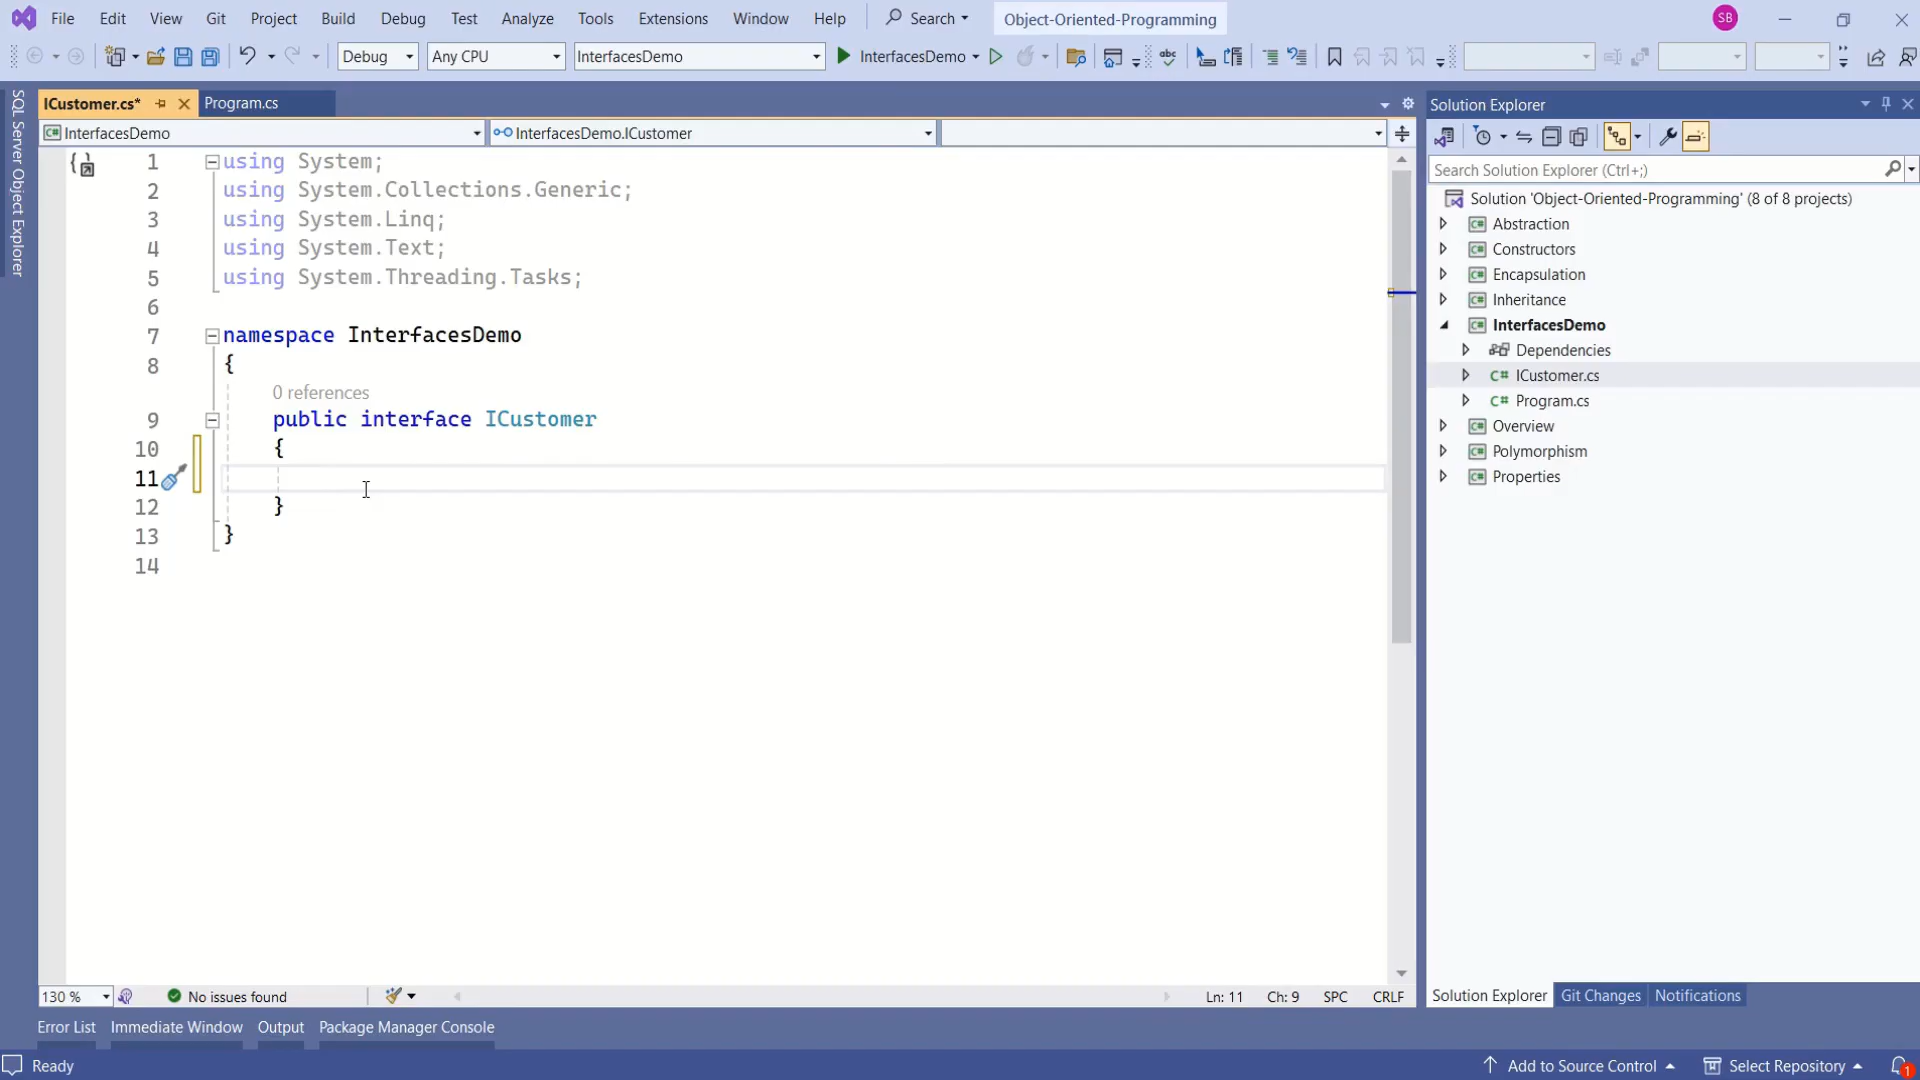 File Edit View Git Project Build Debug Test Analyze Tools Extensions Window Help Search Object-Oriented-Programming SB
Debug Any CPU InterfacesDemo InterfacesDemo
SQL Server Object Explorer
ICustomer.cs* Program.cs
InterfacesDemo InterfacesDemo.ICustomer
1 using System;
2 using System.Collections.Generic;
3 using System.Linq;
4 using System.Text;
5 using System.Threading.Tasks;
6
7 namespace InterfacesDemo
8 {
0 references
9 public interface ICustomer
10 {
11
12 }
13 }
14
130 % No issues found Ln: 11 Ch: 9 SPC CRLF
Solution Explorer
Search Solution Explorer (Ctrl+;)
Solution 'Object-Oriented-Programming' (8 of 8 projects)
C# Abstraction
C# Constructors
C# Encapsulation
C# Inheritance
C# InterfacesDemo
Dependencies
C# ICustomer.cs
C# Program.cs
C# Overview
C# Polymorphism
C# Properties
Solution Explorer Git Changes Notifications
Error List Immediate Window Output Package Manager Console
Ready Add to Source Control Select Repository 1